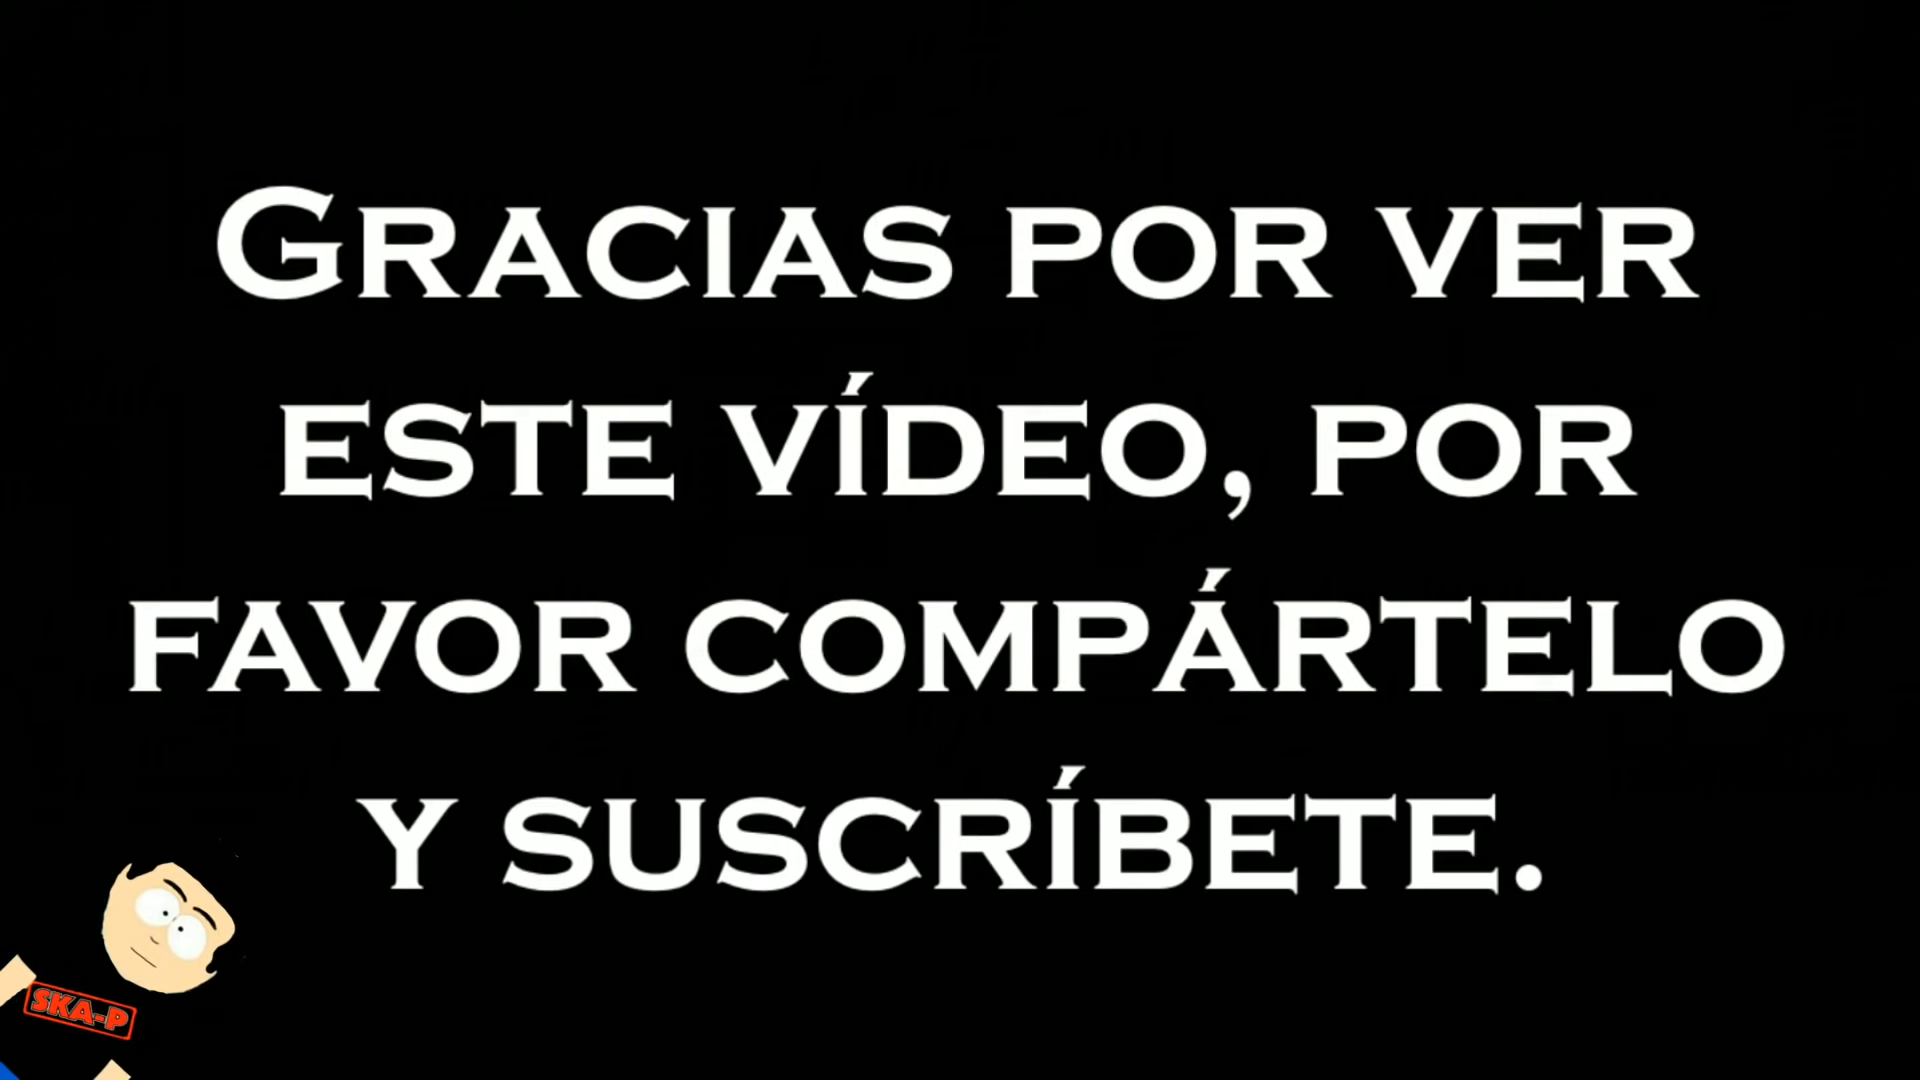 Gracias por ver
este vídeo, por
favor compártelo
y suscríbete.
SKA-P